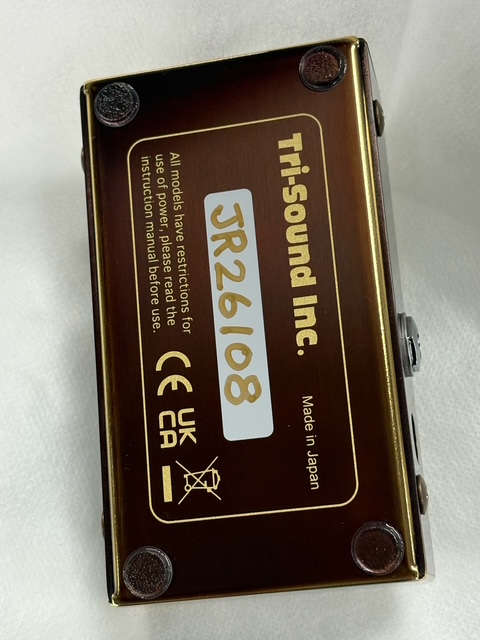 Tri-Sound Inc.
Made in Japan
JR26108
All models have restrictions for
use of power, please read the
instruction manual before use.
CE
UK
CA